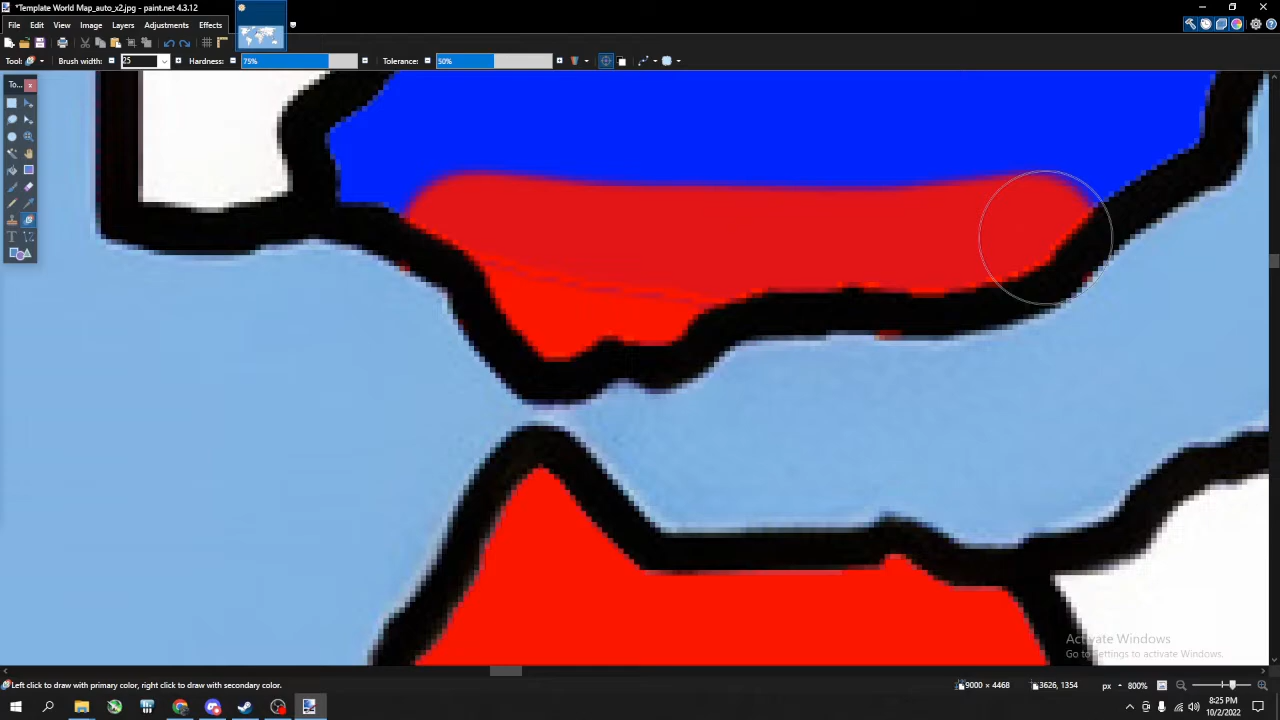 *Template World Map_auto_x2.jpg - paint.net 4.3.12
File Edit View Image Layers Adjustments Effects
Tool: Brush width: 25 Hardness: 75% Tolerance: 50%
To...
Activate Windows
Go to Settings to activate Windows.
Left click to draw with primary color, right click to draw with secondary color. 9000 × 4468 3626, 1354 px 800%
8:25 PM
10/2/2022